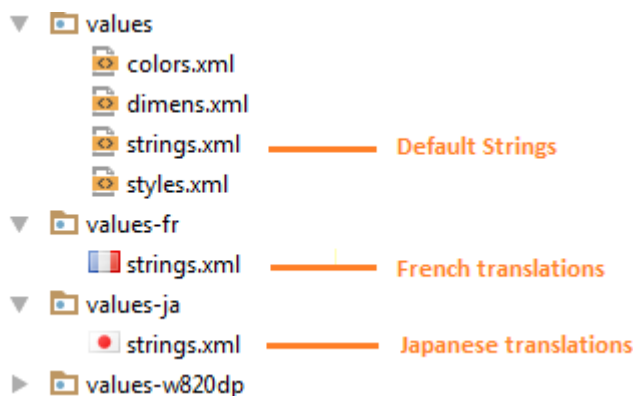 values
colors.xml
dimens.xml
strings.xml Default Strings
styles.xml
values-fr
strings.xml French translations
values-ja
strings.xml Japanese translations
values-w820dp